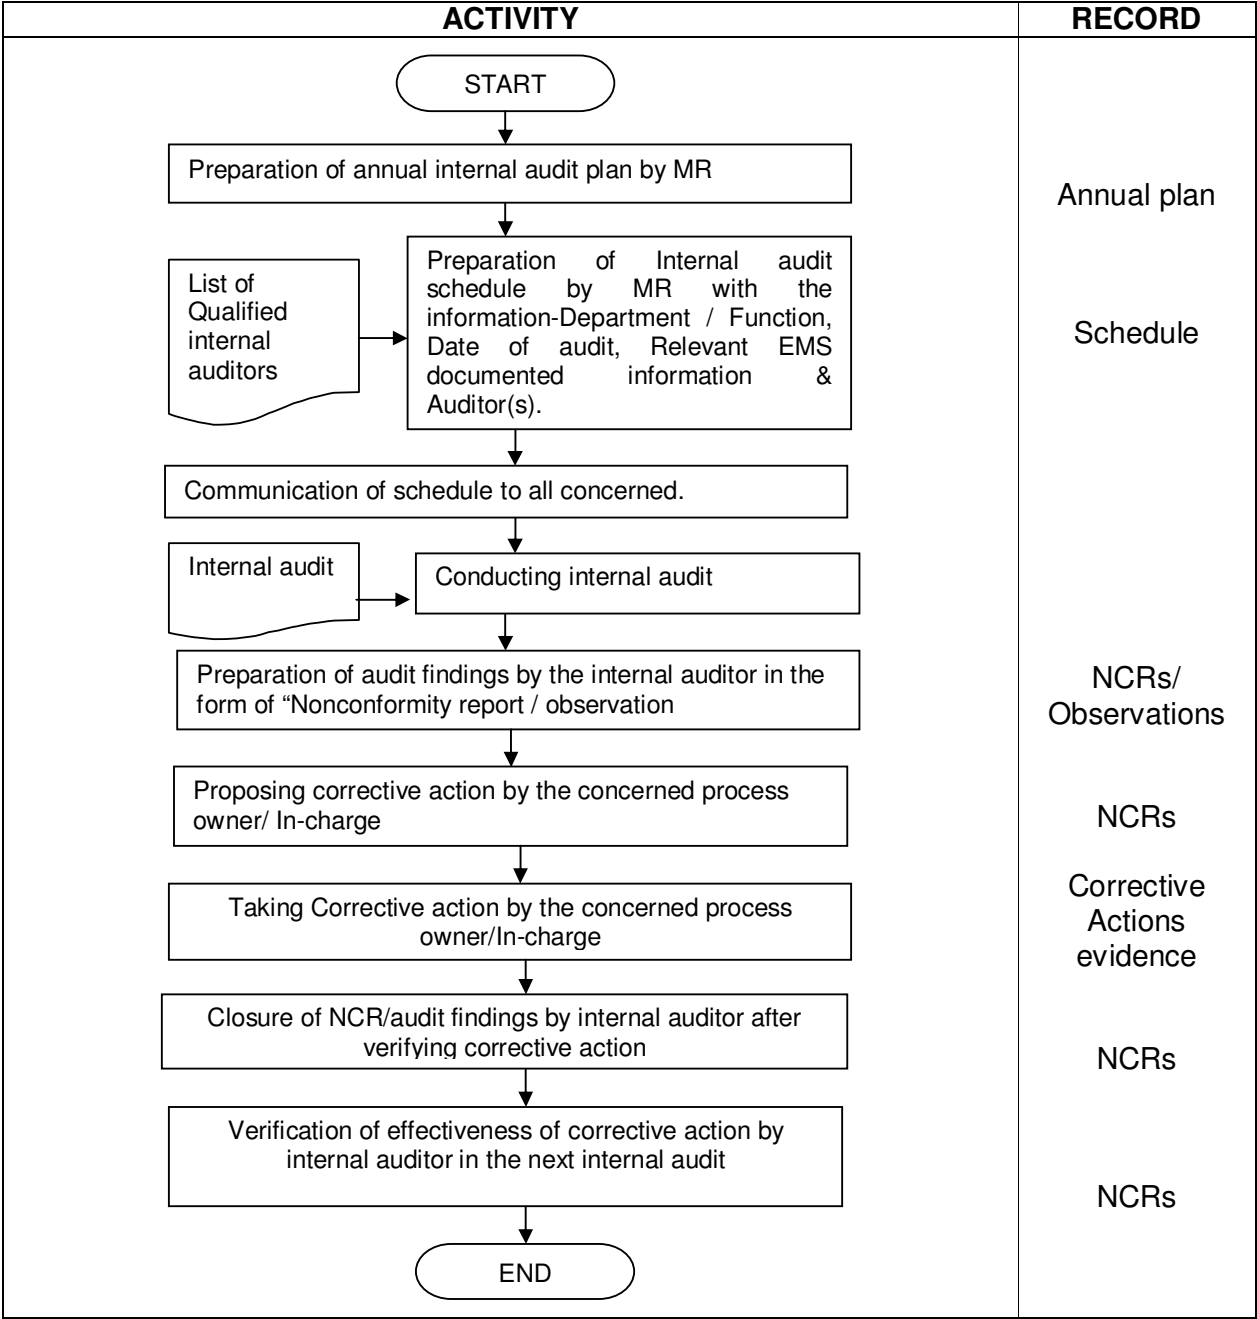 ACTIVITY
RECORD
START
Preparation of annual internal audit plan by MR
Annual plan
List of
Qualified
internal
auditors
Preparation of Internal audit
schedule by MR with the
information-Department / Function,
Date of audit, Relevant EMS
documented information &
Auditor(s).
Schedule
Communication of schedule to all concerned.
Internal audit
Conducting internal audit
Preparation of audit findings by the internal auditor in the
form of “Nonconformity report / observation
NCRs/
Observations
Proposing corrective action by the concerned process
owner/ In-charge
NCRs
Taking Corrective action by the concerned process
owner/In-charge
Corrective
Actions
evidence
Closure of NCR/audit findings by internal auditor after
verifying corrective action
NCRs
Verification of effectiveness of corrective action by
internal auditor in the next internal audit
NCRs
END